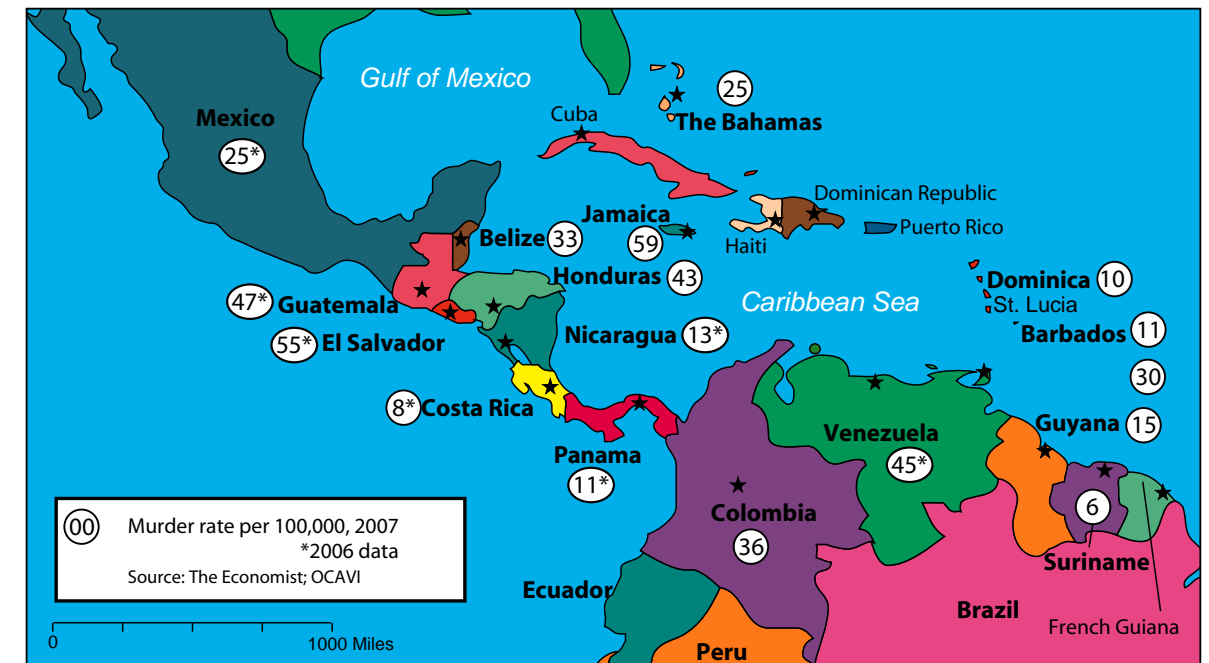 Gulf of Mexico
25
Cuba
The Bahamas
Mexico
25*
Dominican Republic
Jamaica
Puerto Rico
Belize
33
59
Haiti
Honduras
43
Dominica
10
47*
Guatemala
Caribbean Sea
St. Lucia
Nicaragua
13*
Barbados
11
55*
El Salvador
30
8*
Costa Rica
Guyana
15
Venezuela
Panama
45*
11*
Colombia
6
36
00
Murder rate per 100,000, 2007
*2006 data
Source: The Economist; OCAVI
Suriname
Ecuador
Brazil
French Guiana
0
1000 Miles
Peru